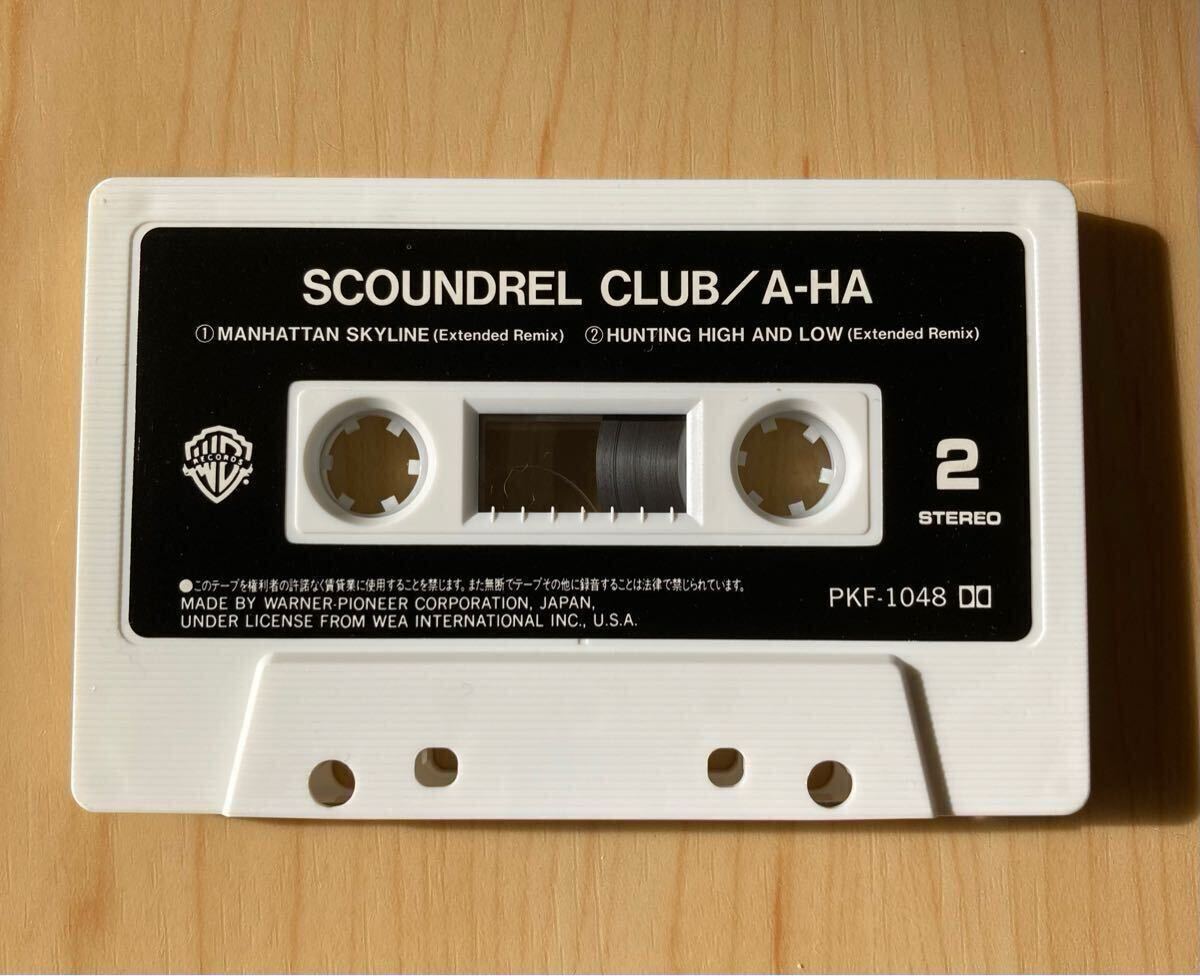 SCOUNDREL CLUB/A-HA
①MANHATTAN SKYLINE (Extended Remix) ②HUNTING HIGH AND LOW (Extended Remix)
WB
RECORDS
2
STEREO
●このテープを権利者の許諾なく賃貸業に使用することを禁じます。また無断でテープその他に録音することは法律で禁じられています。
MADE BY WARNER-PIONEER CORPORATION, JAPAN,
UNDER LICENSE FROM WEA INTERNATIONAL INC., U.S.A.
PKF-1048